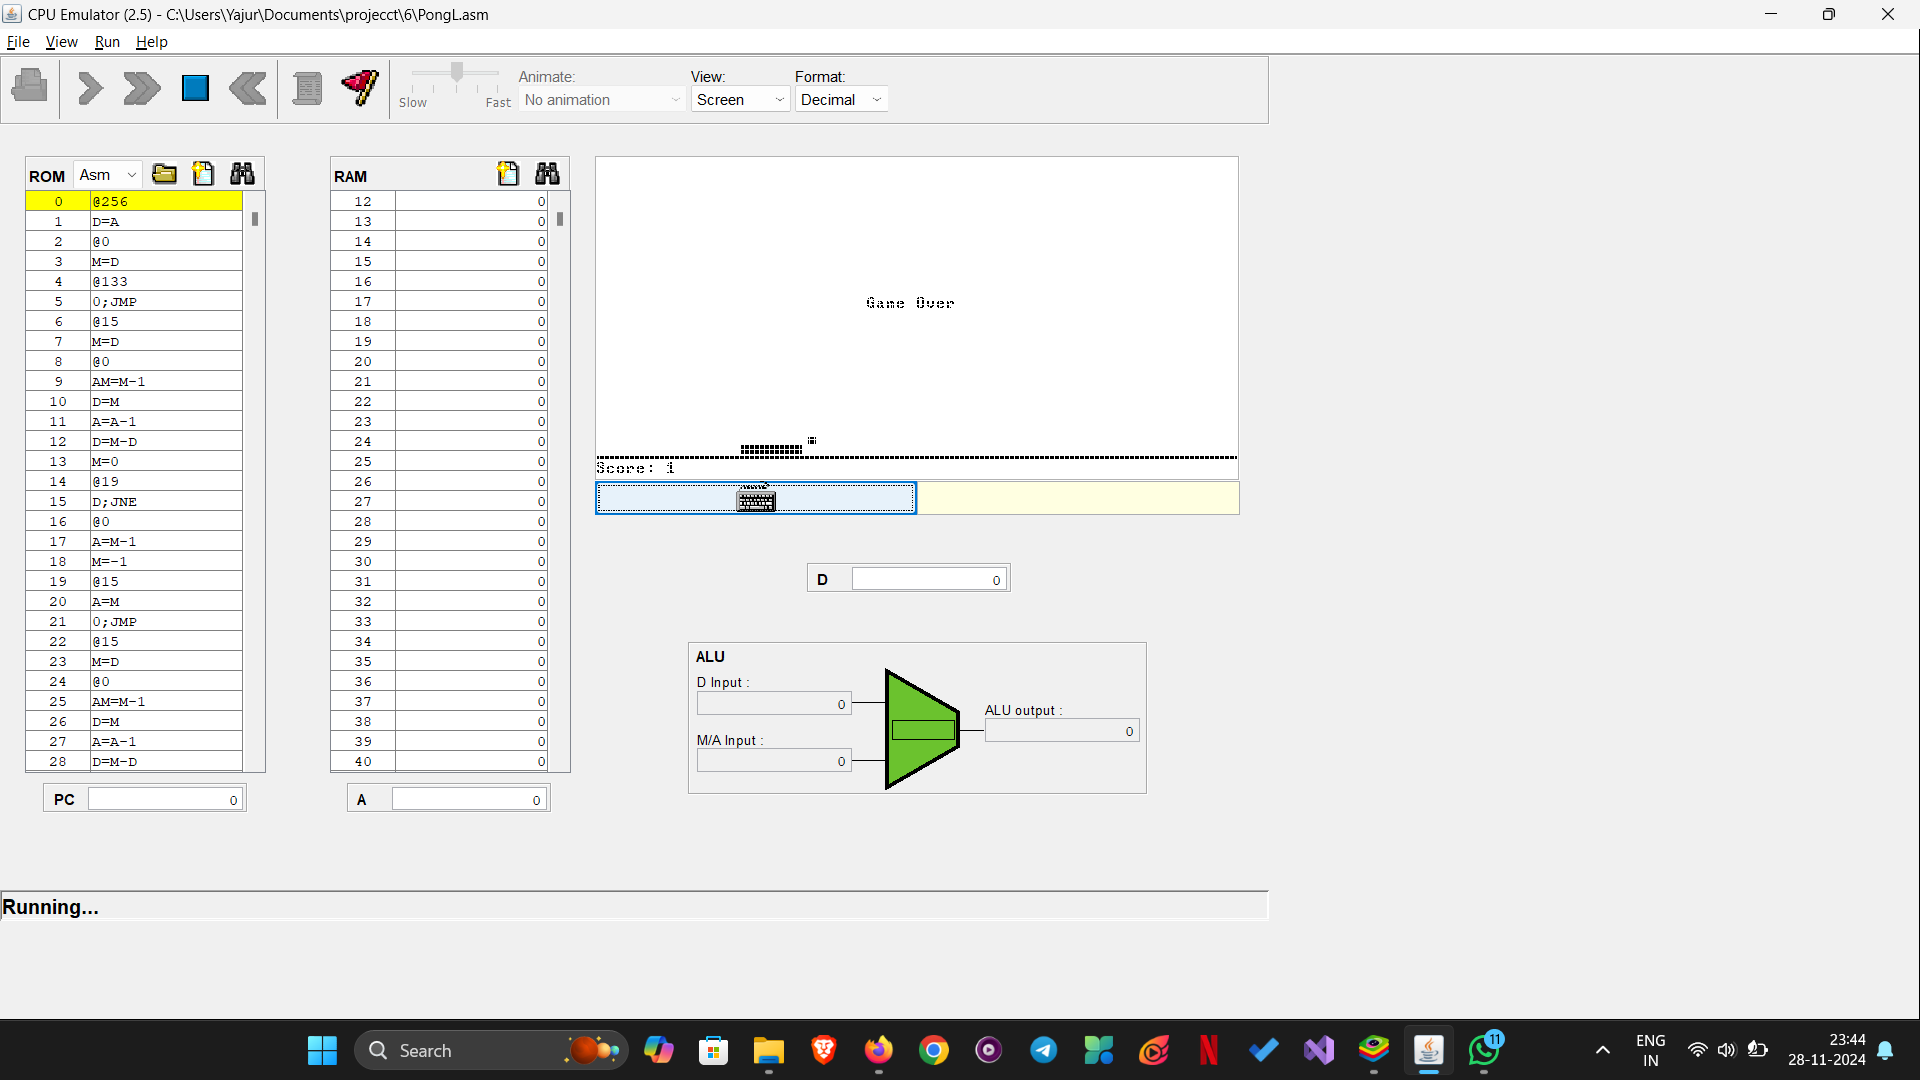 CPU Emulator (2.5) - C:\Users\Yajur\Documents\projecct\6\PongL.asm
File View Run Help
Slow Fast
Animate:
No animation
View:
Screen
Format:
Decimal
ROM Asm
0 @256
1 D=A
2 @0
3 M=D
4 @133
5 0;JMP
6 @15
7 M=D
8 @0
9 AM=M-1
10 D=M
11 A=A-1
12 D=M-D
13 M=0
14 @19
15 D;JNE
16 @0
17 A=M-1
18 M=-1
19 @15
20 A=M
21 0;JMP
22 @15
23 M=D
24 @0
25 AM=M-1
26 D=M
27 A=A-1
28 D=M-D
PC 0
RAM
12 0
13 0
14 0
15 0
16 0
17 0
18 0
19 0
20 0
21 0
22 0
23 0
24 0
25 0
26 0
27 0
28 0
29 0
30 0
31 0
32 0
33 0
34 0
35 0
36 0
37 0
38 0
39 0
40 0
A 0
Game Over
Score: 1
D 0
ALU
D Input :
0
M/A Input :
0
ALU output :
0
Running...
Search
11
ENG
IN
23:44
28-11-2024